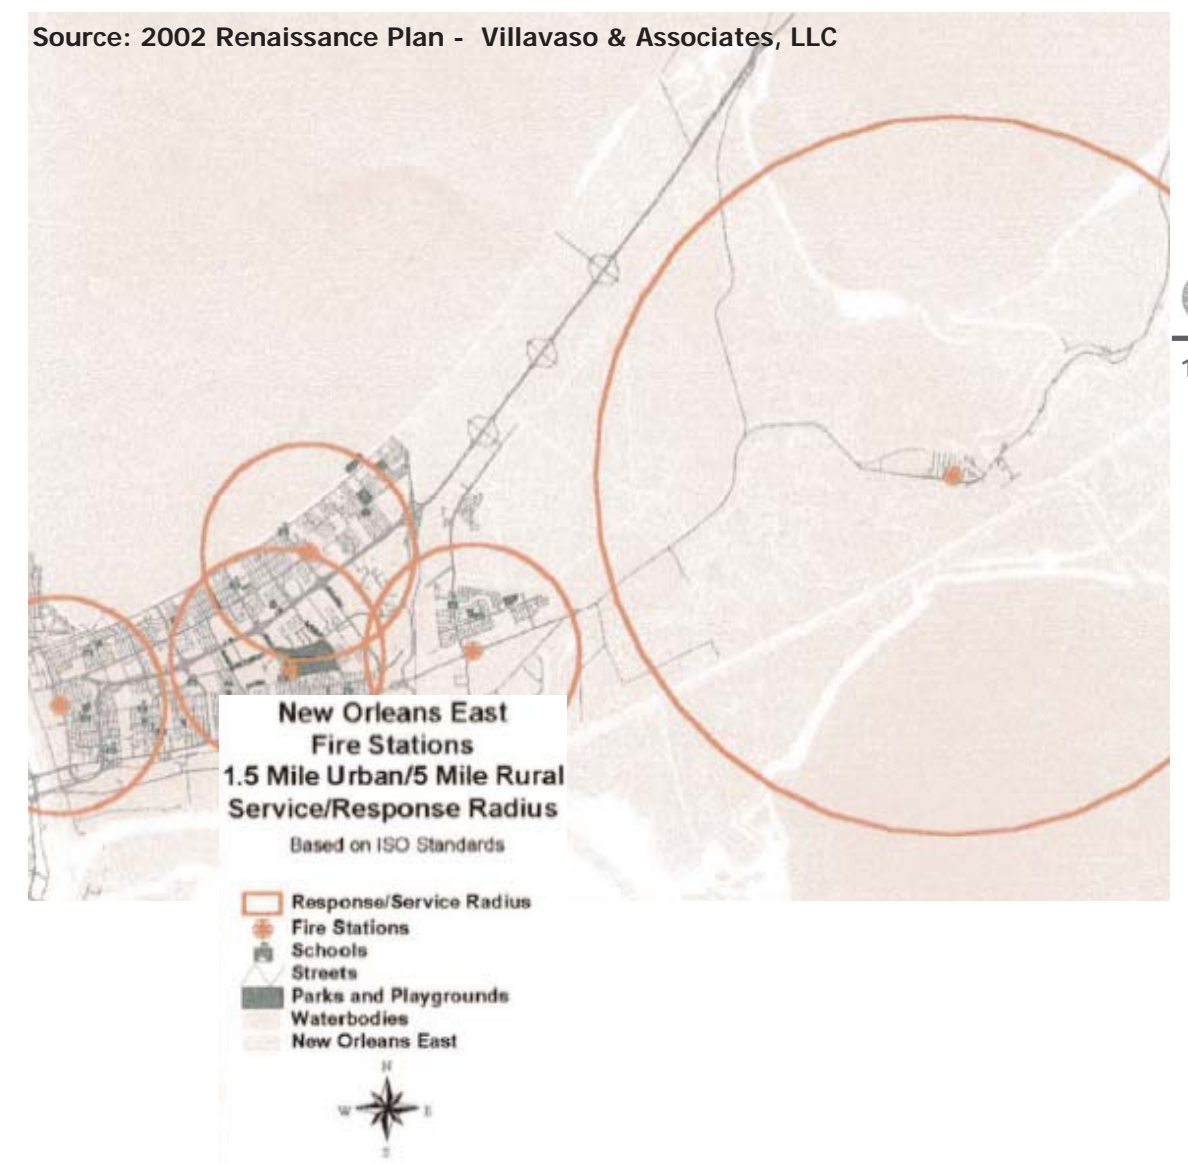 Source: 2002 Renaissance Plan - Villavaso & Associates, LLC
1
New Orleans East
Fire Stations
1.5 Mile Urban/5 Mile Rural
Service/Response Radius
Based on ISO Standards
Response/Service Radius
Fire Stations
Schools
Streets
Parks and Playgrounds
Waterbodies
New Orleans East
N
W E
S